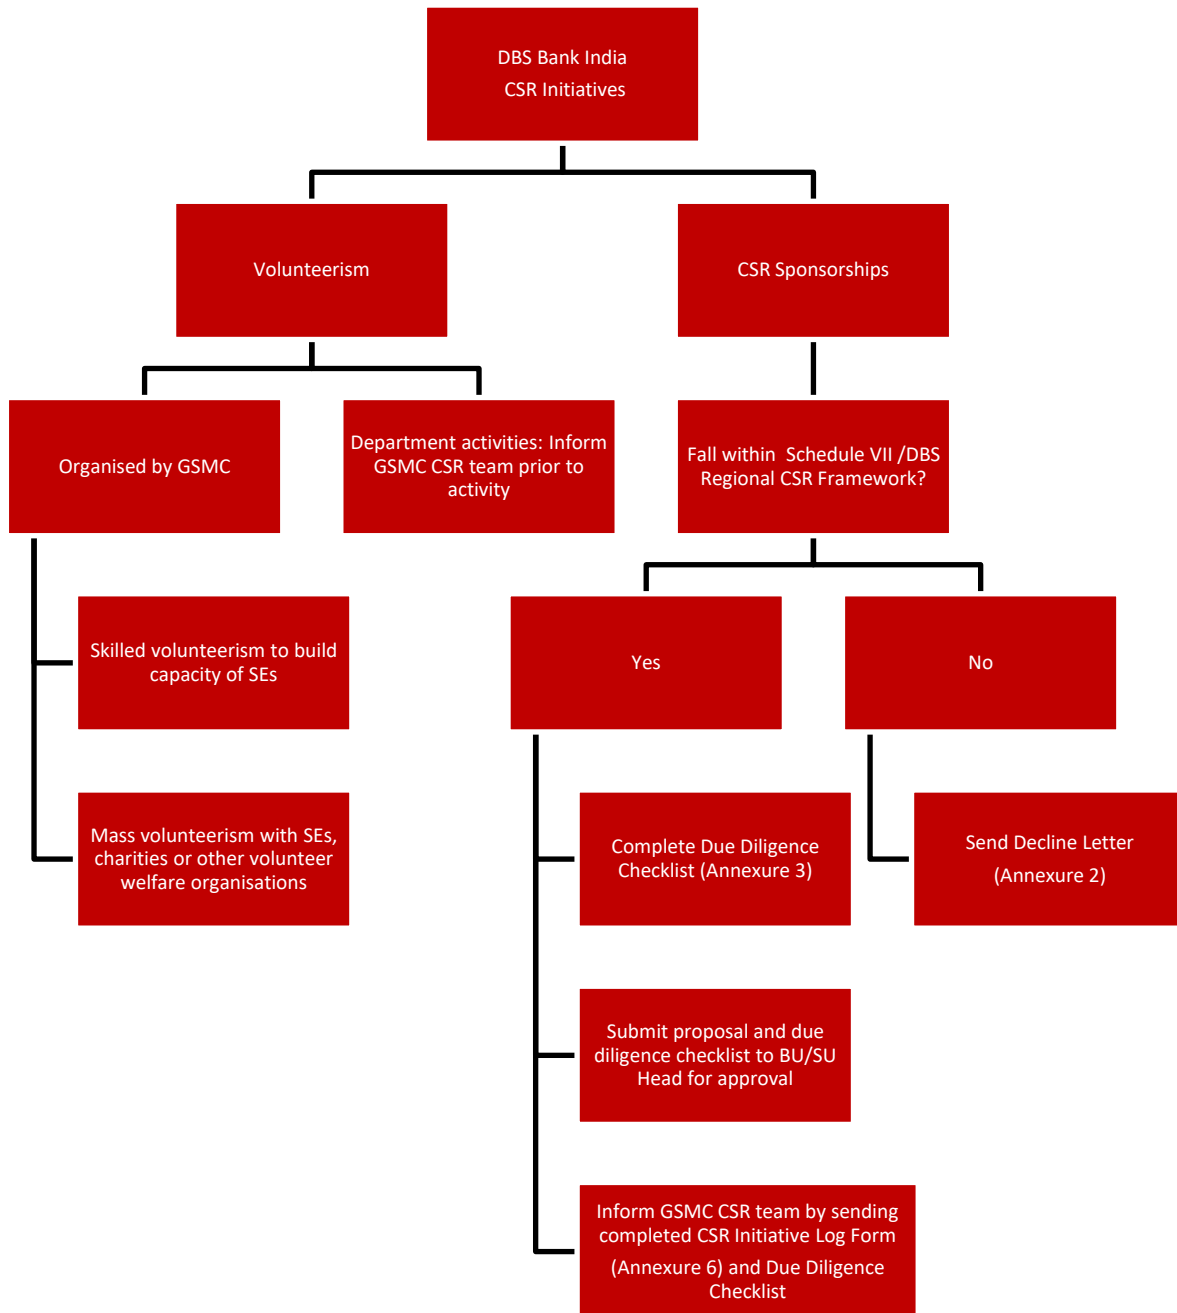 DBS Bank India
CSR Initiatives
Volunteerism
CSR Sponsorships
Organised by GSMC
Department activities: Inform
GSMC CSR team prior to
activity
Fall within  Schedule VII /DBS
Regional CSR Framework?
Skilled volunteerism to build
capacity of SEs
Mass volunteerism with SEs,
charities or other volunteer
welfare organisations
Yes
No
Complete Due Diligence
Checklist (Annexure 3)
Send Decline Letter
(Annexure 2)
Submit proposal and due
diligence checklist to BU/SU
Head for approval
Inform GSMC CSR team by sending
completed CSR Initiative Log Form
(Annexure 6) and Due Diligence
Checklist